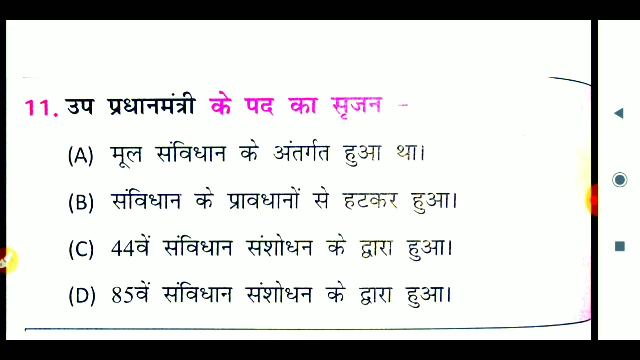 11. उप प्रधानमंत्री के पद का सृजन -
(A) मूल संविधान के अंतर्गत हुआ था।
(B) संविधान के प्रावधानों से हटकर हुआ।
(C) 44वें संविधान संशोधन के द्वारा हुआ।
(D) 85वें संविधान संशोधन के द्वारा हुआ।